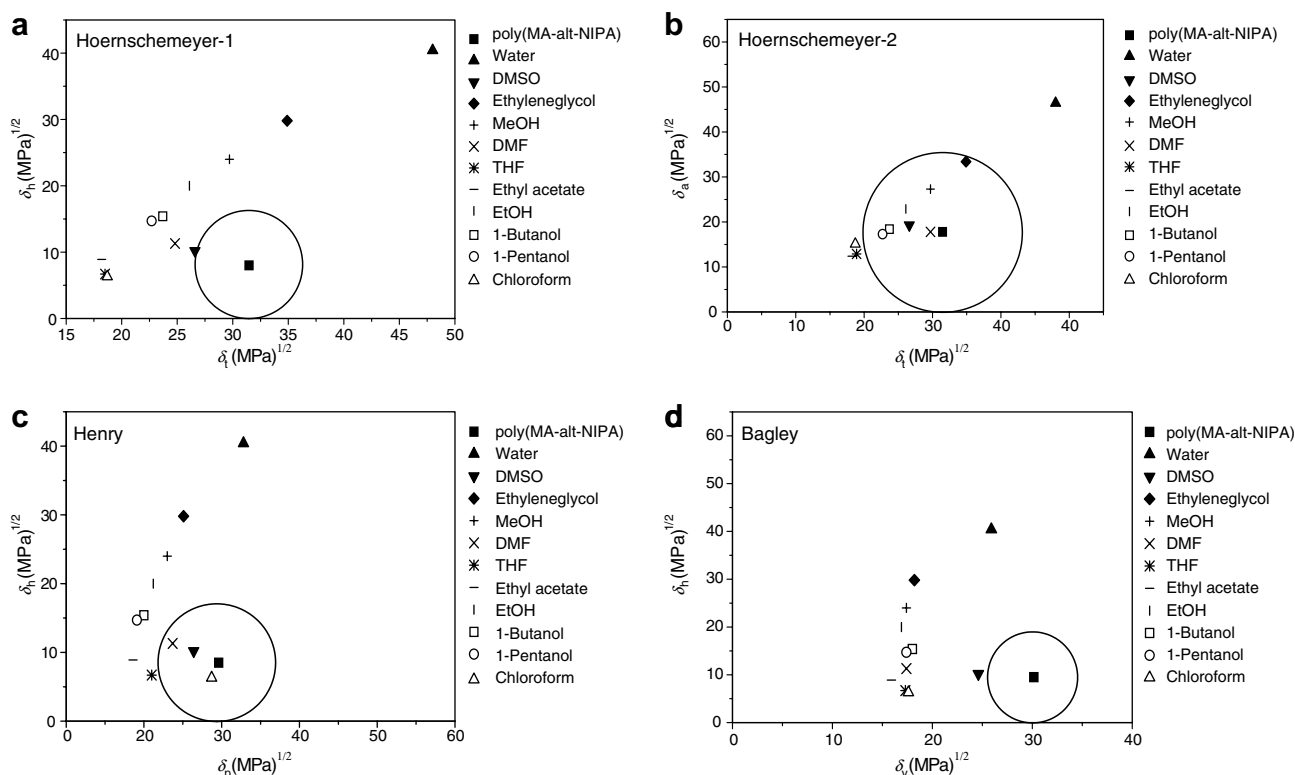 a
Hoernschemeyer-1
40
30
20
10
0
δh(MPa)1/2
15 20 25 30 35 40 45 50
δt(MPa)1/2
poly(MA-alt-NIPA)
Water
DMSO
Ethyleneglycol
MeOH
DMF
THF
Ethyl acetate
EtOH
1-Butanol
1-Pentanol
Chloroform
b
Hoernschemeyer-2
60
50
40
30
20
10
0
δa(MPa)1/2
0 10 20 30 40 40
δt(MPa)1/2
poly(MA-alt-NIPA)
Water
DMSO
Ethyleneglycol
MeOH
DMF
THF
Ethyl acetate
EtOH
1-Butanol
1-Pentanol
Chloroform
c
Henry
40
30
20
10
0
δh(MPa)1/2
0 20 30 40 50 60
δp(MPa)1/2
poly(MA-alt-NIPA)
Water
DMSO
Ethyleneglycol
MeOH
DMF
THF
Ethyl acetate
EtOH
1-Butanol
1-Pentanol
Chloroform
d
Bagley
60
50
40
30
20
10
0
δh(MPa)1/2
0 10 20 30 40
δv(MPa)1/2
poly(MA-alt-NIPA)
Water
DMSO
Ethyleneglycol
MeOH
DMF
THF
Ethyl acetate
EtOH
1-Butanol
1-Pentanol
Chloroform